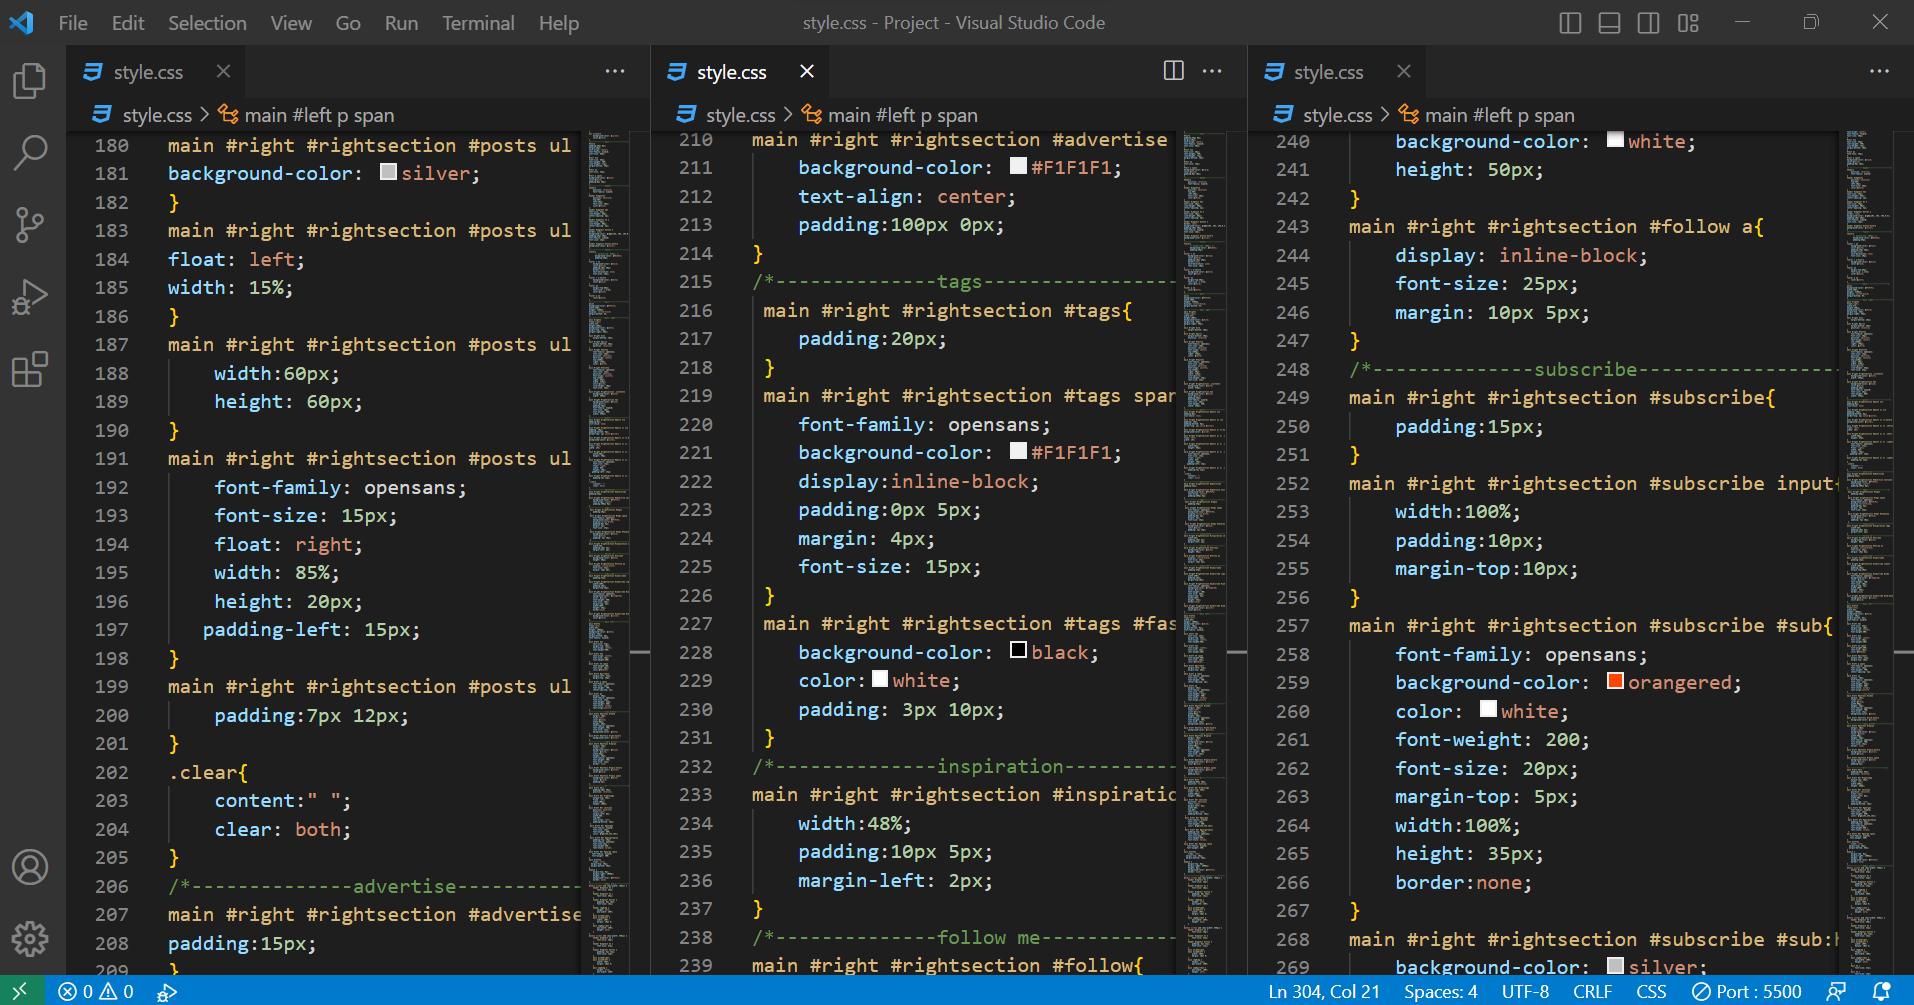 File Edit Selection View Go Run Terminal Help
style.css - Project - Visual Studio Code
style.css
style.css > main #left p span
180 main #right #rightsection #posts ul
181 background-color: silver;
182 }
183 main #right #rightsection #posts ul
184 float: left;
185 width: 15%;
186 }
187 main #right #rightsection #posts ul
188 width:60px;
189 height: 60px;
190 }
191 main #right #rightsection #posts ul
192 font-family: opensans;
193 font-size: 15px;
194 float: right;
195 width: 85%;
196 height: 20px;
197 padding-left: 15px;
198 }
199 main #right #rightsection #posts ul
200 padding:7px 12px;
201 }
202 .clear{
203 content:" ";
204 clear: both;
205 }
206 /*--------------advertise-----------
207 main #right #rightsection #advertise
208 padding:15px;
209 }
style.css
style.css > main #left p span
210 main #right #rightsection #advertise
211 background-color: #F1F1F1;
212 text-align: center;
213 padding:100px 0px;
214 }
215 /*--------------tags-----------------
216 main #right #rightsection #tags{
217 padding:20px;
218 }
219 main #right #rightsection #tags span
220 font-family: opensans;
221 background-color: #F1F1F1;
222 display:inline-block;
223 padding:0px 5px;
224 margin: 4px;
225 font-size: 15px;
226 }
227 main #right #rightsection #tags #fas
228 background-color: black;
229 color: white;
230 padding: 3px 10px;
231 }
232 /*--------------inspiration----------
233 main #right #rightsection #inspiratio
234 width:48%;
235 padding:10px 5px;
236 margin-left: 2px;
237 }
238 /*--------------follow me------------
239 main #right #rightsection #follow{
style.css
style.css > main #left p span
240 background-color: white;
241 height: 50px;
242 }
243 main #right #rightsection #follow a{
244 display: inline-block;
245 font-size: 25px;
246 margin: 10px 5px;
247 }
248 /*--------------subscribe------------------
249 main #right #rightsection #subscribe{
250 padding:15px;
251 }
252 main #right #rightsection #subscribe input{
253 width:100%;
254 padding:10px;
255 margin-top:10px;
256 }
257 main #right #rightsection #subscribe #sub{
258 font-family: opensans;
259 background-color: orangered;
260 color: white;
261 font-weight: 200;
262 font-size: 20px;
263 margin-top: 5px;
264 width:100%;
265 height: 35px;
266 border:none;
267 }
268 main #right #rightsection #subscribe #sub:h
269 background-color: silver;
0 0
Ln 304, Col 21 Spaces: 4 UTF-8 CRLF CSS Port : 5500